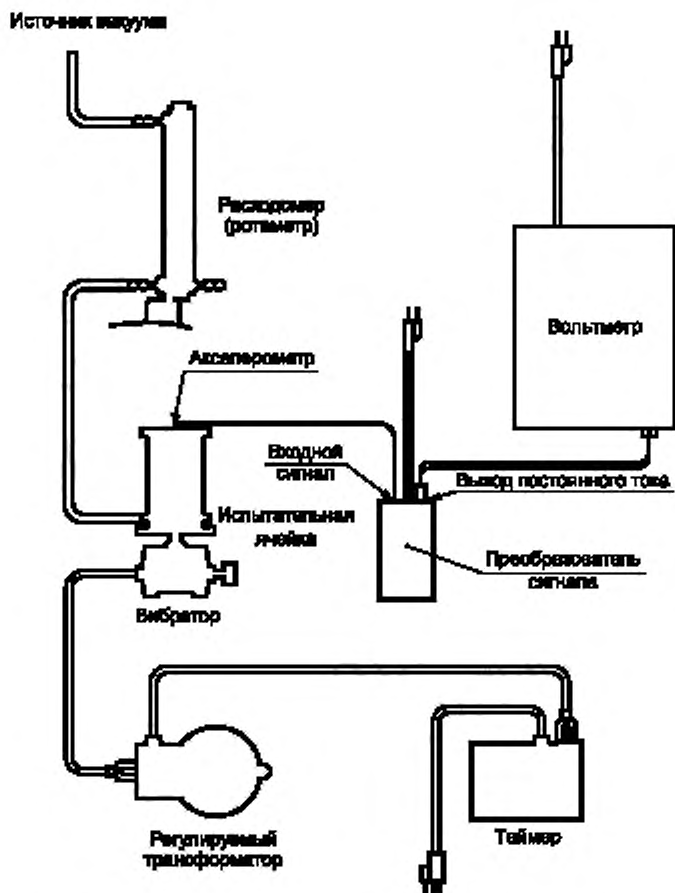 Источник вакуума
Расходомер
(ротаметр)
Вольтметр
Акселерометр
Входной
сигнал
Выход постоянного тока
Испытательная
ячейка
Преобразователь
сигнала
Вибратор
Регулируемый
трансформатор
Таймер